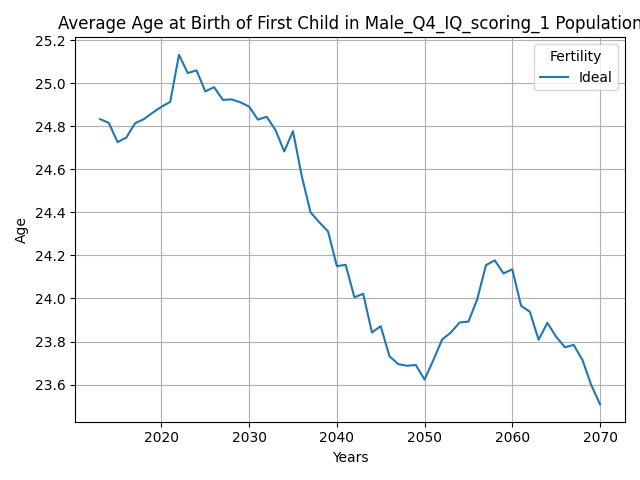 Average Age at Birth of First Child in Male_Q4_IQ_scoring_1 Population
25.2
25.0
24.8
24.6
24.4
24.2
24.0
23.8
23.6
Age
Fertility
Ideal
2020 2030 2040 2050 2060 2070
Years